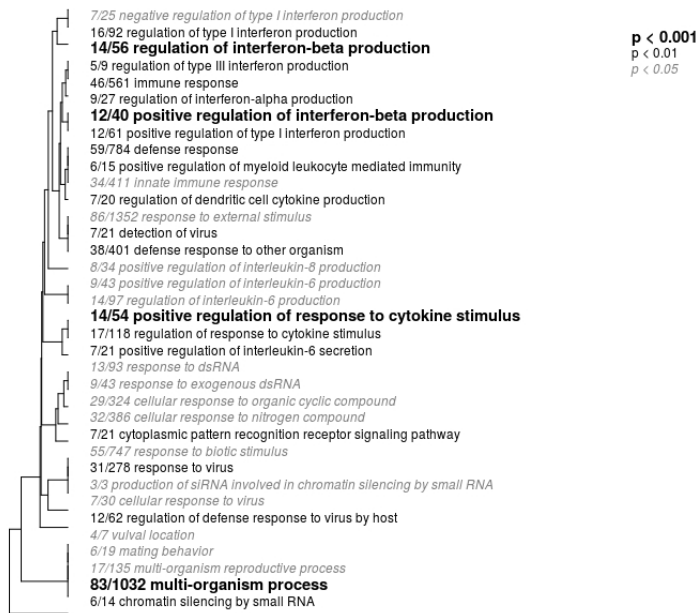 7/25 negative regulation of type I interferon production
16/92 regulation of type I interferon production
14/56 regulation of interferon-beta production
5/9 regulation of type III interferon production
46/561 immune response
9/27 regulation of interferon-alpha production
12/40 positive regulation of interferon-beta production
12/61 positive regulation of type I interferon production
59/784 defense response
6/15 positive regulation of myeloid leukocyte mediated immunity
34/411 innate immune response
7/20 regulation of dendritic cell cytokine production
86/1352 response to external stimulus
7/21 detection of virus
38/401 defense response to other organism
8/34 positive regulation of interleukin-8 production
9/43 positive regulation of interleukin-6 production
14/97 regulation of interleukin-6 production
14/54 positive regulation of response to cytokine stimulus
17/118 regulation of response to cytokine stimulus
7/21 positive regulation of interleukin-6 secretion
13/93 response to dsRNA
9/43 response to exogenous dsRNA
29/324 cellular response to organic cyclic compound
32/386 cellular response to nitrogen compound
7/21 cytoplasmic pattern recognition receptor signaling pathway
55/747 response to biotic stimulus
31/278 response to virus
3/3 production of siRNA involved in chromatin silencing by small RNA
7/30 cellular response to virus
12/62 regulation of defense response to virus by host
4/7 vulval location
6/19 mating behavior
17/135 multi-organism reproductive process
83/1032 multi-organism process
6/14 chromatin silencing by small RNA
p < 0.001
p < 0.01
p < 0.05